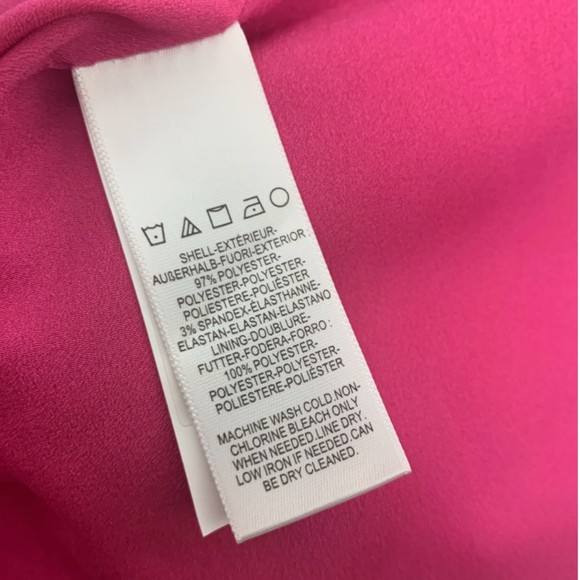 SHELL-EXTÉRIEUR-
AUßERHALB-FUORI-EXTERIOR
97% POLYESTER-
POLYESTER-POLYESTER-
POLIESTERE-POLIÉSTER
3% SPANDEX-ÉLASTHANNE-
ELASTAN-ELASTAN-ELASTANO
LINING-DOUBLURE-
FUTTER-FODERA-FORRO :
100% POLYESTER-
POLYESTER-POLYESTER-
POLIESTERE-POLIÉSTER
MACHINE WASH COLD.NON-
CHLORINE BLEACH ONLY
WHEN NEEDED.LINE DRY.
LOW IRON IF NEEDED.CAN
BE DRY CLEANED.